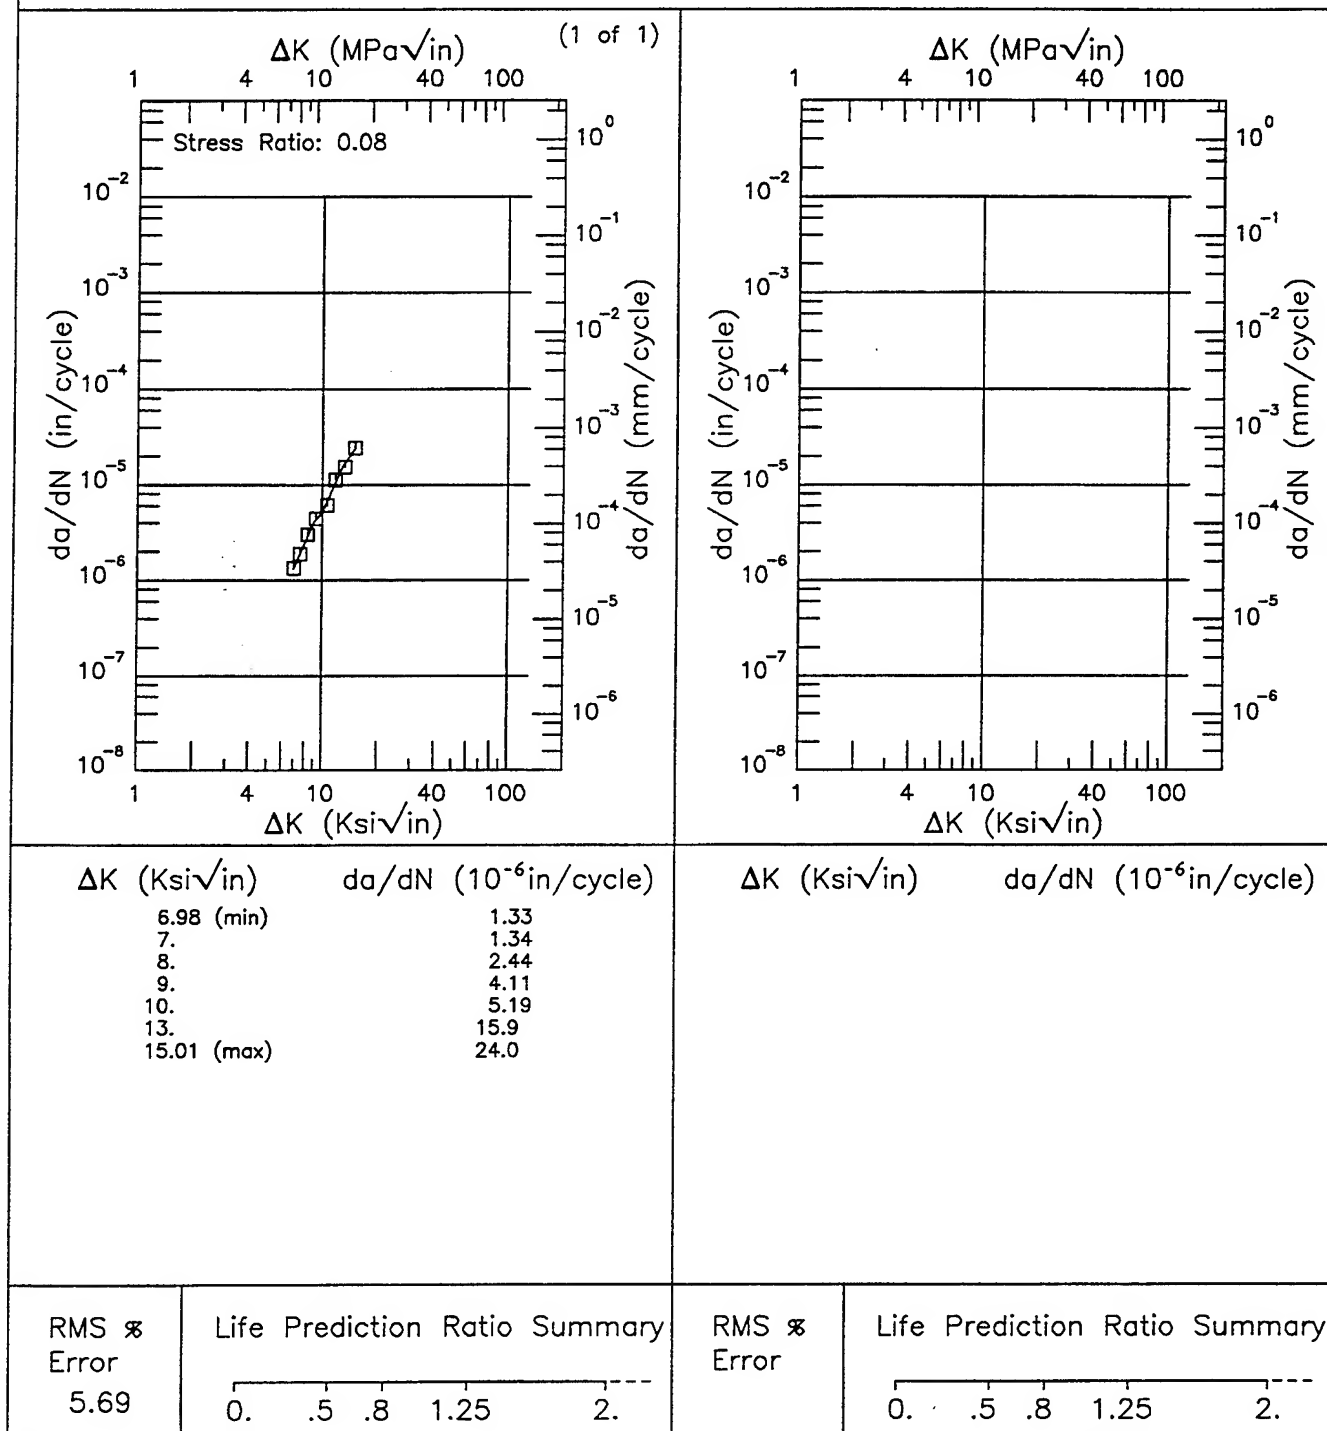 (1 of 1)
ΔK (MPa√in)
1 4 10 40 100
Stress Ratio: 0.08
da/dN (in/cycle)
10⁻²
10⁻³
10⁻⁴
10⁻⁵
10⁻⁶
10⁻⁷
10⁻⁸
da/dN (mm/cycle)
10⁰
10⁻¹
10⁻²
10⁻³
10⁻⁴
10⁻⁵
10⁻⁶
1 4 10 40 100
ΔK (Ksi√in)
ΔK (MPa√in)
1 4 10 40 100
da/dN (in/cycle)
10⁻²
10⁻³
10⁻⁴
10⁻⁵
10⁻⁶
10⁻⁷
10⁻⁸
da/dN (mm/cycle)
10⁰
10⁻¹
10⁻²
10⁻³
10⁻⁴
10⁻⁵
10⁻⁶
1 4 10 40 100
ΔK (Ksi√in)
ΔK (Ksi√in) da/dN (10⁻⁶in/cycle)
6.98 (min) 1.33
7. 1.34
8. 2.44
9. 4.11
10. 5.19
13. 15.9
15.01 (max) 24.0
ΔK (Ksi√in) da/dN (10⁻⁶in/cycle)
RMS %
Error
5.69
Life Prediction Ratio Summary
0. .5 .8 1.25 2.
RMS %
Error
Life Prediction Ratio Summary
0. .5 .8 1.25 2.